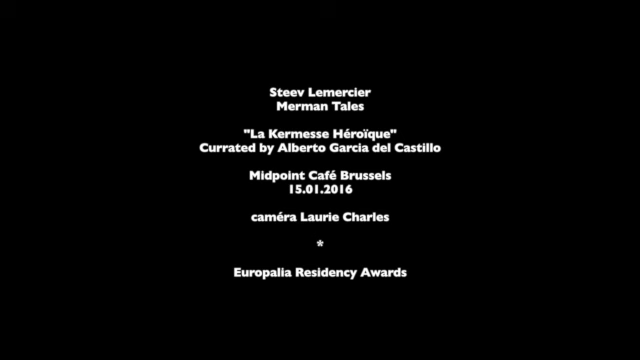 Steev Lemercier
Merman Tales
"La Kermesse Héroïque"
Currated by Alberto Garcia del Castillo
Midpoint Café Brussels
15.01.2016
caméra Laurie Charles
*
Europalia Residency Awards